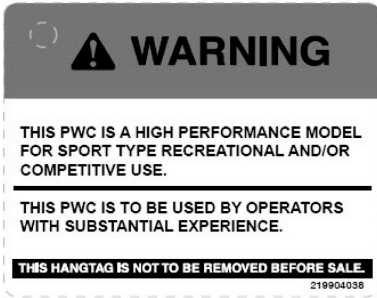 WARNING
THIS PWC IS A HIGH PERFORMANCE MODEL
FOR SPORT TYPE RECREATIONAL AND/OR
COMPETITIVE USE.
THIS PWC IS TO BE USED BY OPERATORS
WITH SUBSTANTIAL EXPERIENCE.
THIS HANGTAG IS NOT TO BE REMOVED BEFORE SALE.
219904038